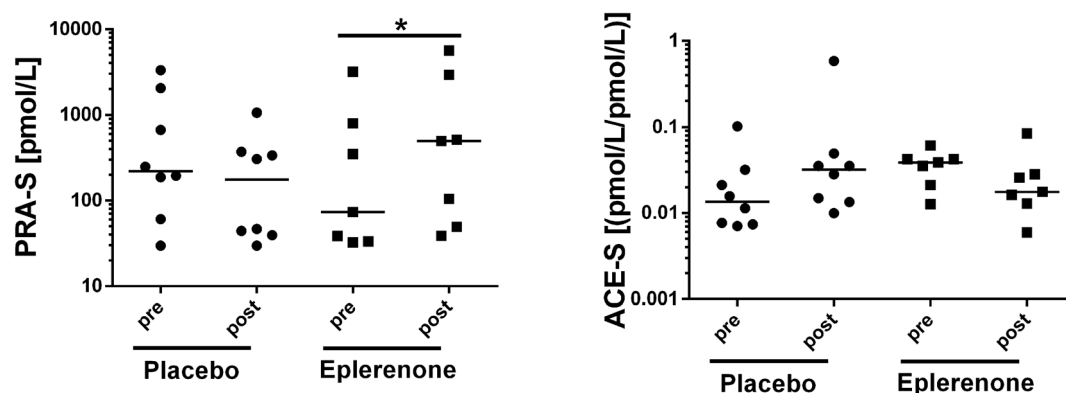 PRA-S [pmol/L]
10000
1000
100
10
*
pre
post
pre
post
Placebo
Eplerenone
ACE-S [(pmol/L/pmol/L)]
1
0.1
0.01
0.001
pre
post
pre
post
Placebo
Eplerenone